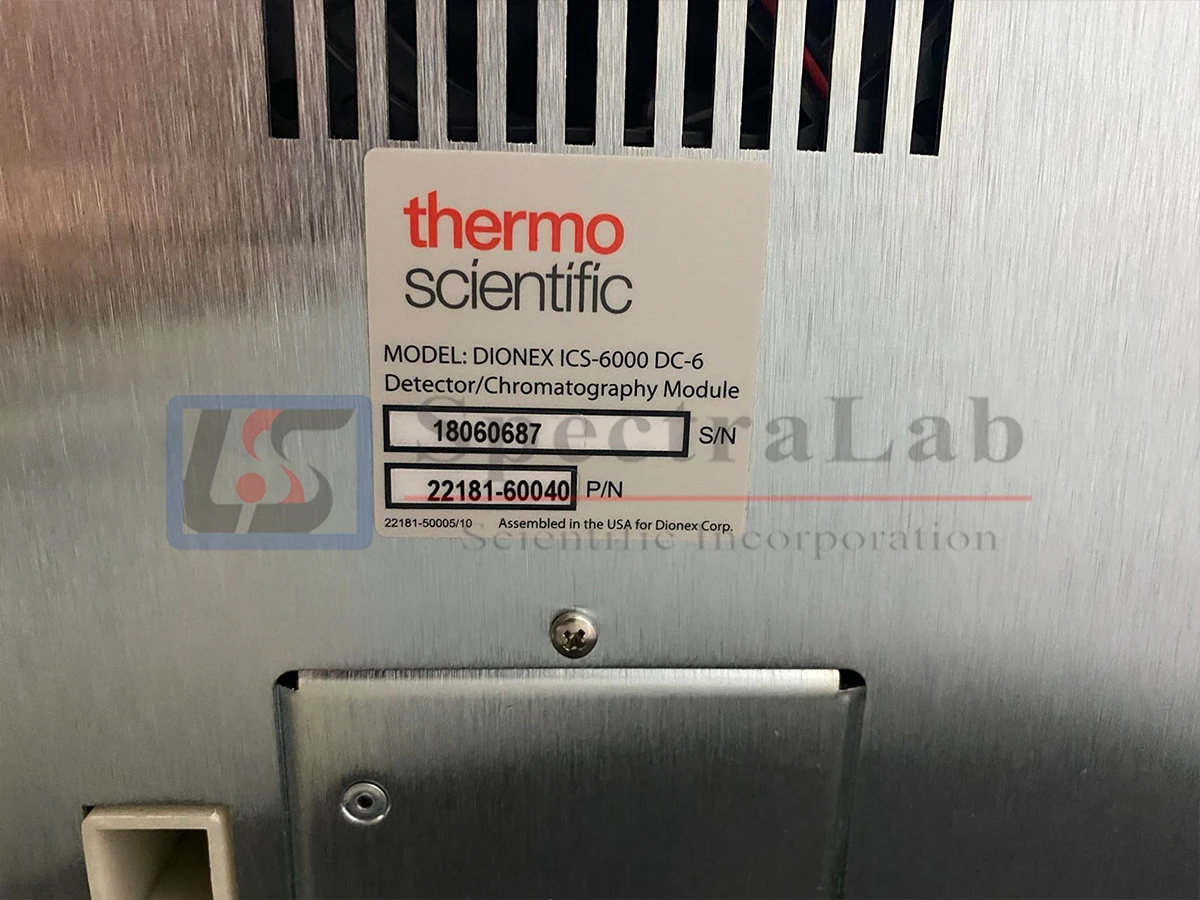 thermo
scientific
MODEL: DIONEX ICS-6000 DC-6
Detector/Chromatography Module
18060687 S/N
22181-60040 P/N
22181-50005/10 Assembled in the USA for Dionex Corp.
LS SpectraLab
Scientific Incorporation